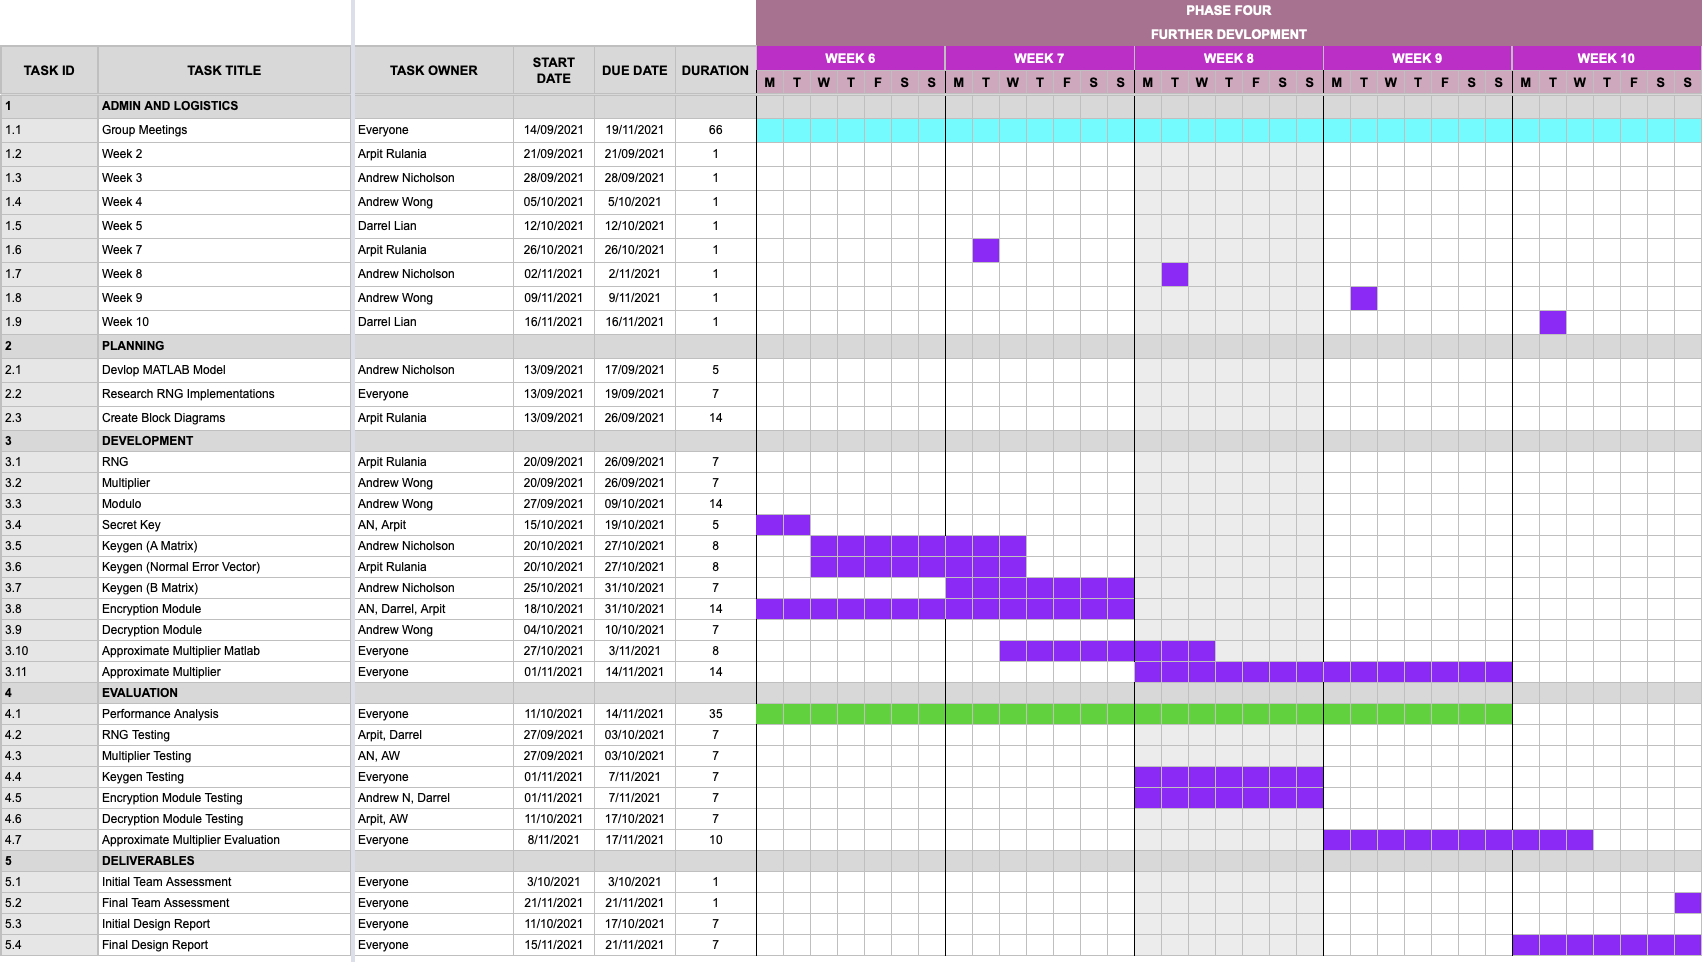 PHASE FOUR
FURTHER DEVLOPMENT
TASK ID TASK TITLE TASK OWNER START DATE DUE DATE DURATION WEEK 6 WEEK 7 WEEK 8 WEEK 9 WEEK 10
M T W T F S S M T W T F S S M T W T F S S M T W T F S S M T W T F S S
1 ADMIN AND LOGISTICS
1.1 Group Meetings Everyone 14/09/2021 19/11/2021 66
1.2 Week 2 Arpit Rulania 21/09/2021 21/09/2021 1
1.3 Week 3 Andrew Nicholson 28/09/2021 28/09/2021 1
1.4 Week 4 Andrew Wong 05/10/2021 5/10/2021 1
1.5 Week 5 Darrel Lian 12/10/2021 12/10/2021 1
1.6 Week 7 Arpit Rulania 26/10/2021 26/10/2021 1
1.7 Week 8 Andrew Nicholson 02/11/2021 2/11/2021 1
1.8 Week 9 Andrew Wong 09/11/2021 9/11/2021 1
1.9 Week 10 Darrel Lian 16/11/2021 16/11/2021 1
2 PLANNING
2.1 Devlop MATLAB Model Andrew Nicholson 13/09/2021 17/09/2021 5
2.2 Research RNG Implementations Everyone 13/09/2021 19/09/2021 7
2.3 Create Block Diagrams Arpit Rulania 13/09/2021 26/09/2021 14
3 DEVELOPMENT
3.1 RNG Arpit Rulania 20/09/2021 26/09/2021 7
3.2 Multiplier Andrew Wong 20/09/2021 26/09/2021 7
3.3 Modulo Andrew Wong 27/09/2021 09/10/2021 14
3.4 Secret Key AN, Arpit 15/10/2021 19/10/2021 5
3.5 Keygen (A Matrix) Andrew Nicholson 20/10/2021 27/10/2021 8
3.6 Keygen (Normal Error Vector) Arpit Rulania 20/10/2021 27/10/2021 8
3.7 Keygen (B Matrix) Andrew Nicholson 25/10/2021 31/10/2021 7
3.8 Encryption Module AN, Darrel, Arpit 18/10/2021 31/10/2021 14
3.9 Decryption Module Andrew Wong 04/10/2021 10/10/2021 7
3.10 Approximate Multiplier Matlab Everyone 27/10/2021 3/11/2021 8
3.11 Approximate Multiplier Everyone 01/11/2021 14/11/2021 14
4 EVALUATION
4.1 Performance Analysis Everyone 11/10/2021 14/11/2021 35
4.2 RNG Testing Arpit, Darrel 27/09/2021 03/10/2021 7
4.3 Multiplier Testing AN, AW 27/09/2021 03/10/2021 7
4.4 Keygen Testing Everyone 01/11/2021 7/11/2021 7
4.5 Encryption Module Testing Andrew N, Darrel 01/11/2021 7/11/2021 7
4.6 Decryption Module Testing Arpit, AW 11/10/2021 17/10/2021 7
4.7 Approximate Multiplier Evaluation Everyone 8/11/2021 17/11/2021 10
5 DELIVERABLES
5.1 Initial Team Assessment Everyone 3/10/2021 3/10/2021 1
5.2 Final Team Assessment Everyone 21/11/2021 21/11/2021 1
5.3 Initial Design Report Everyone 11/10/2021 17/10/2021 7
5.4 Final Design Report Everyone 15/11/2021 21/11/2021 7